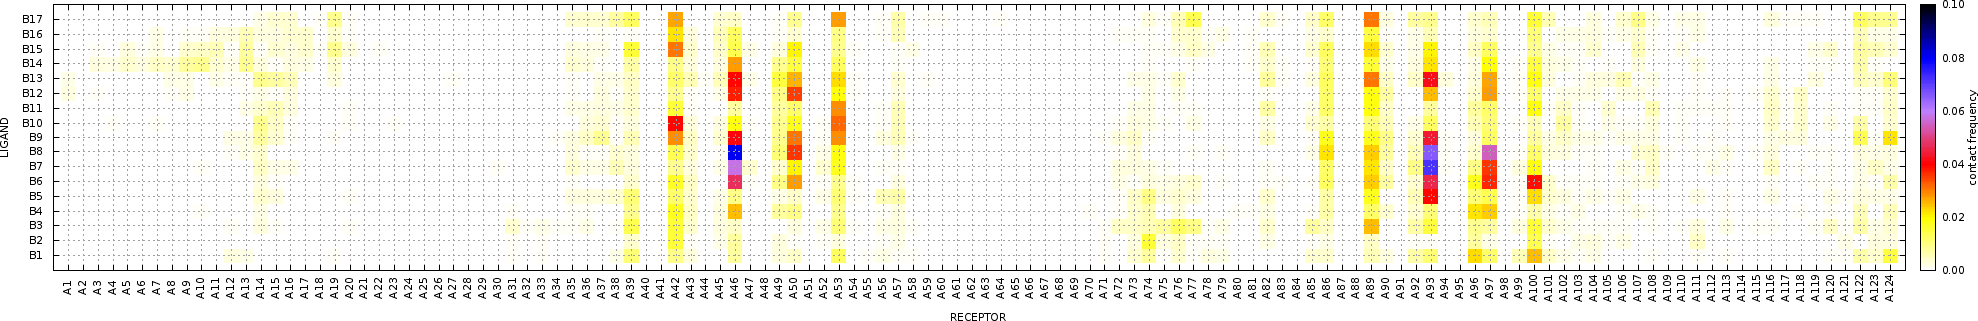 B17
B16
B15
B14
B13
B12
B11
B10
B9
B8
B7
B6
B5
B4
B3
B2
B1
LIGAND
A1 A2 A3 A4 A5 A6 A7 A8 A9 A10 A11 A12 A13 A14 A15 A16 A17 A18 A19 A20 A21 A22 A23 A24 A25 A26 A27 A28 A29 A30 A31 A32 A33 A34 A35 A36 A37 A38 A39 A40 A41 A42 A43 A44 A45 A46 A47 A48 A49 A50 A51 A52 A53 A54 A55 A56 A57 A58 A59 A60 A61 A62 A63 A64 A65 A66 A67 A68 A69 A70 A71 A72 A73 A74 A75 A76 A77 A78 A79 A80 A81 A82 A83 A84 A85 A86 A87 A88 A89 A90 A91 A92 A93 A94 A95 A96 A97 A98 A99 A100 A101 A102 A103 A104 A105 A106 A107 A108 A109 A110 A111 A112 A113 A114 A115 A116 A117 A118 A119 A120 A121 A122 A123 A124
RECEPTOR
0.10
0.08
0.06
0.04
0.02
0.00
contact frequency